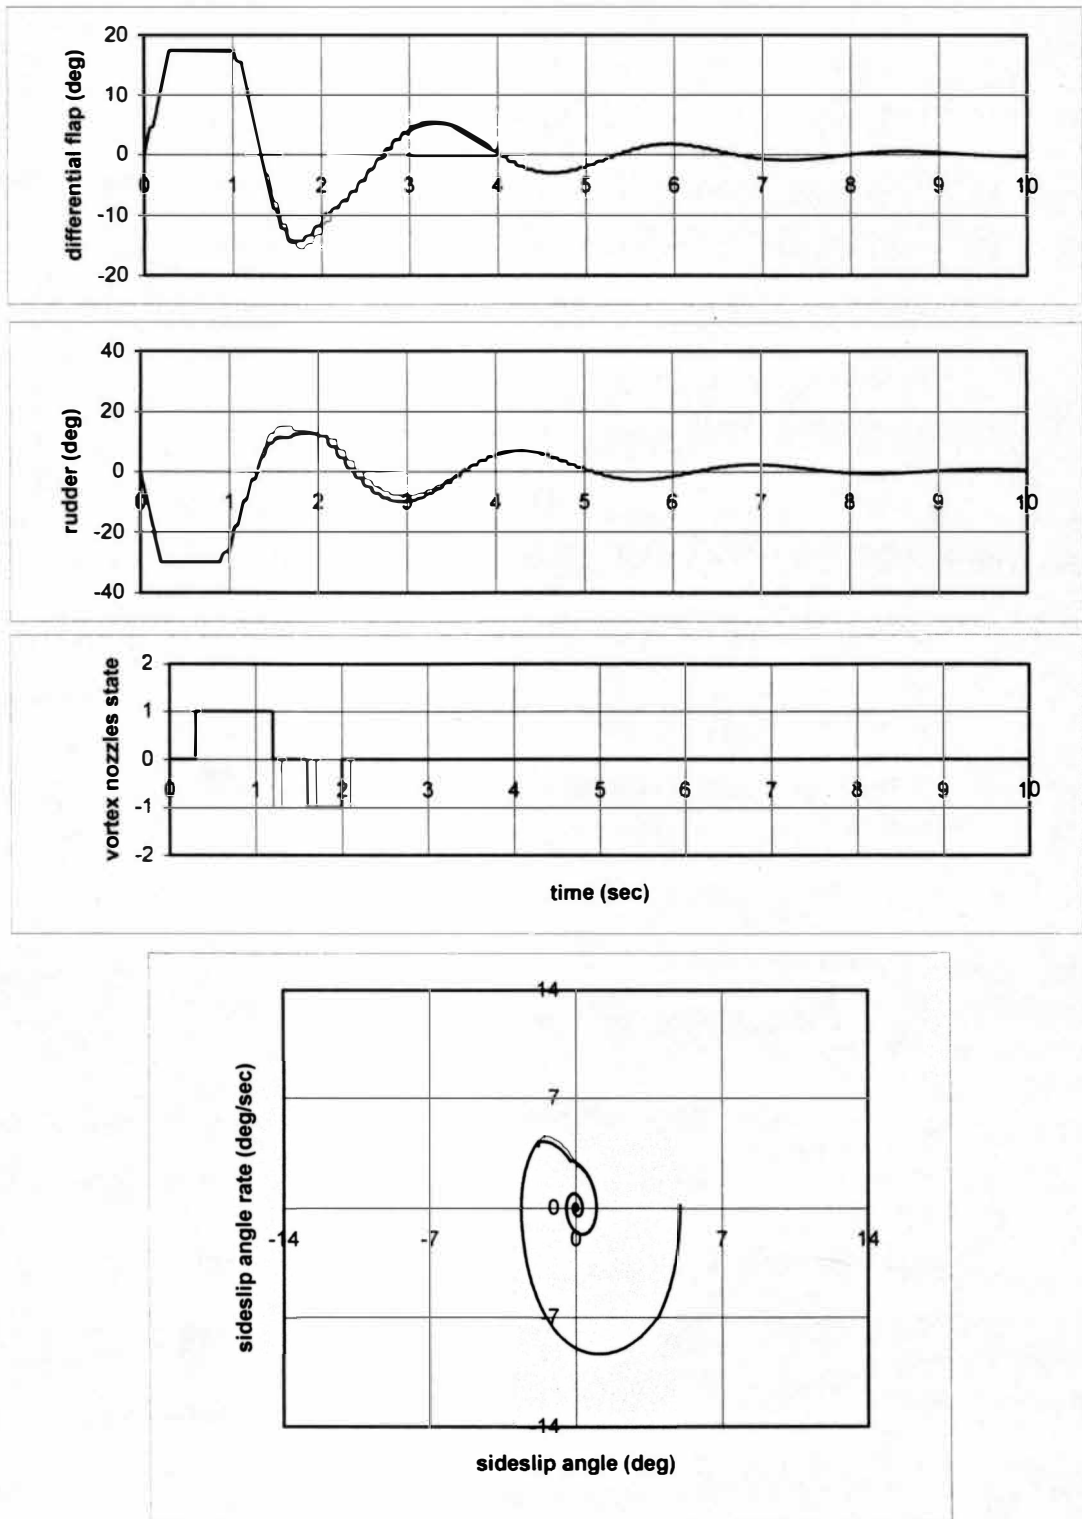 differential flap (deg)
20
10
0
-10
-20
0 1 2 3 4 5 6 7 8 9 10
rudder (deg)
40
20
0
-20
-40
0 1 2 3 4 5 6 7 8 9 10
vortex nozzles state
2
1
0
-1
-2
0 1 2 3 4 5 6 7 8 9 10
time (sec)
sideslip angle rate (deg/sec)
14
7
0
-7
-14
-14 -7 0 7 14
sideslip angle (deg)